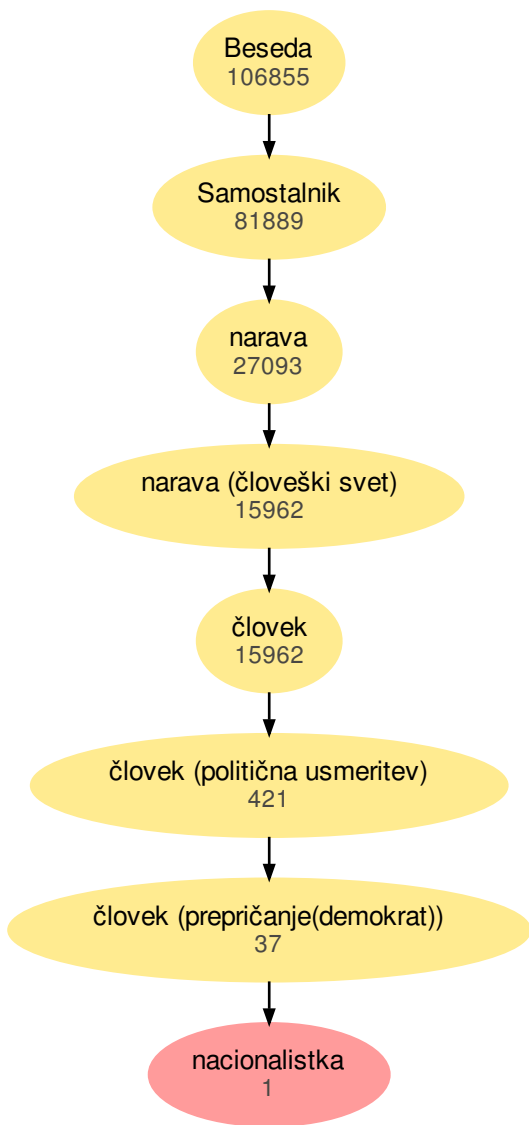 Beseda
106855
Samostalnik
81889
narava
27093
narava (človeški svet)
15962
človek
15962
človek (politična usmeritev)
421
človek (prepričanje(demokrat))
37
nacionalistka
1